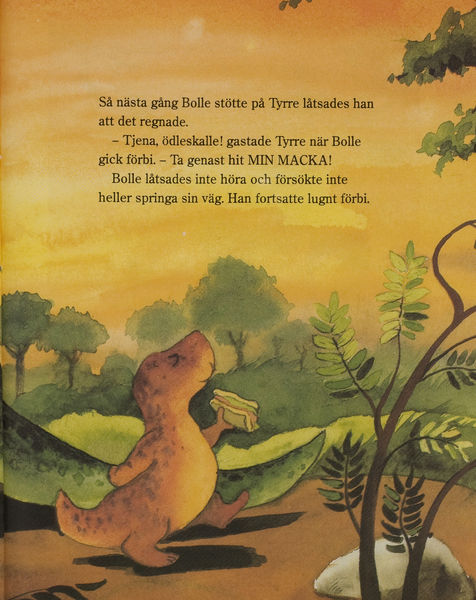 Så nästa gång Bolle stötte på Tyrre låtsades han
att det regnade.
– Tjena, ödleskalle! gastade Tyrre när Bolle
gick förbi. – Ta genast hit MIN MACKA!
Bolle låtsades inte höra och försökte inte
heller springa sin väg. Han fortsatte lugnt förbi.